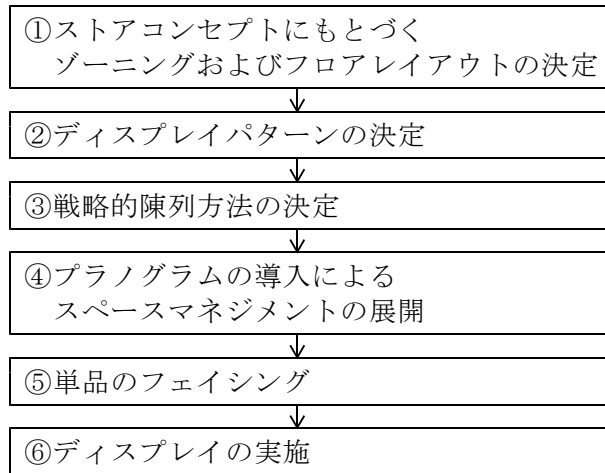 ①ストアコンセプトにもとづく
ゾーニングおよびフロアレイアウトの決定
②ディスプレイパターンの決定
③戦略的陳列方法の決定
④プラノグラムの導入による
スペースマネジメントの展開
⑤単品のフェイシング
⑥ディスプレイの実施